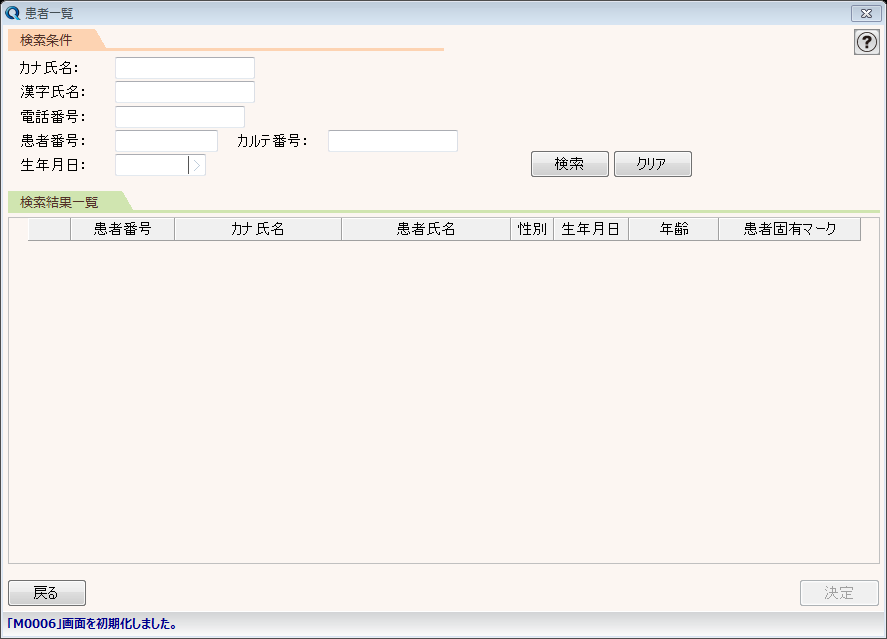 患者一覧
検索条件
?
カナ氏名:
漢字氏名:
電話番号:
患者番号: カルテ番号:
生年月日:
検索 クリア
検索結果一覧
患者番号 カナ氏名 患者氏名 性別 生年月日 年齢 患者固有マーク
戻る 決定
「M0006」画面を初期化しました。